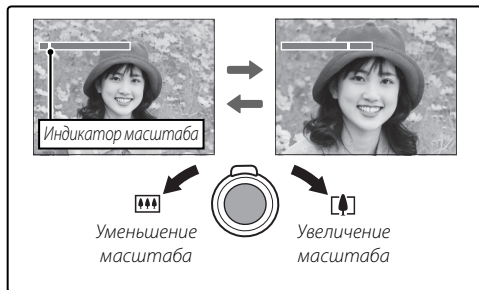 Индикатор масштаба
Уменьшение
масштаба
Увеличение
масштаба